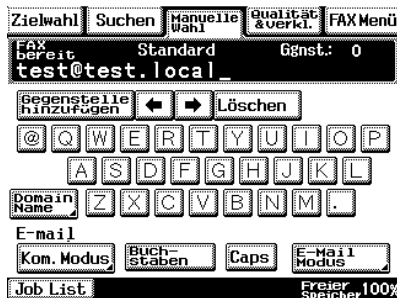 Zielwahl Suchen Manuelle Wahl Qualität &verkl. FAX Menü
FAX bereit Standard Ggnst.: 0
test@test.local_
Gegenstelle hinzufügen ← → Löschen
@ Q W E R T Y U I O P
A S D F G H J K L
Domain Name Z X C V B N M .
E-mail
Kom. Modus Buch- staben Caps E-Mail Modus
Job List Freier Speicher 100%